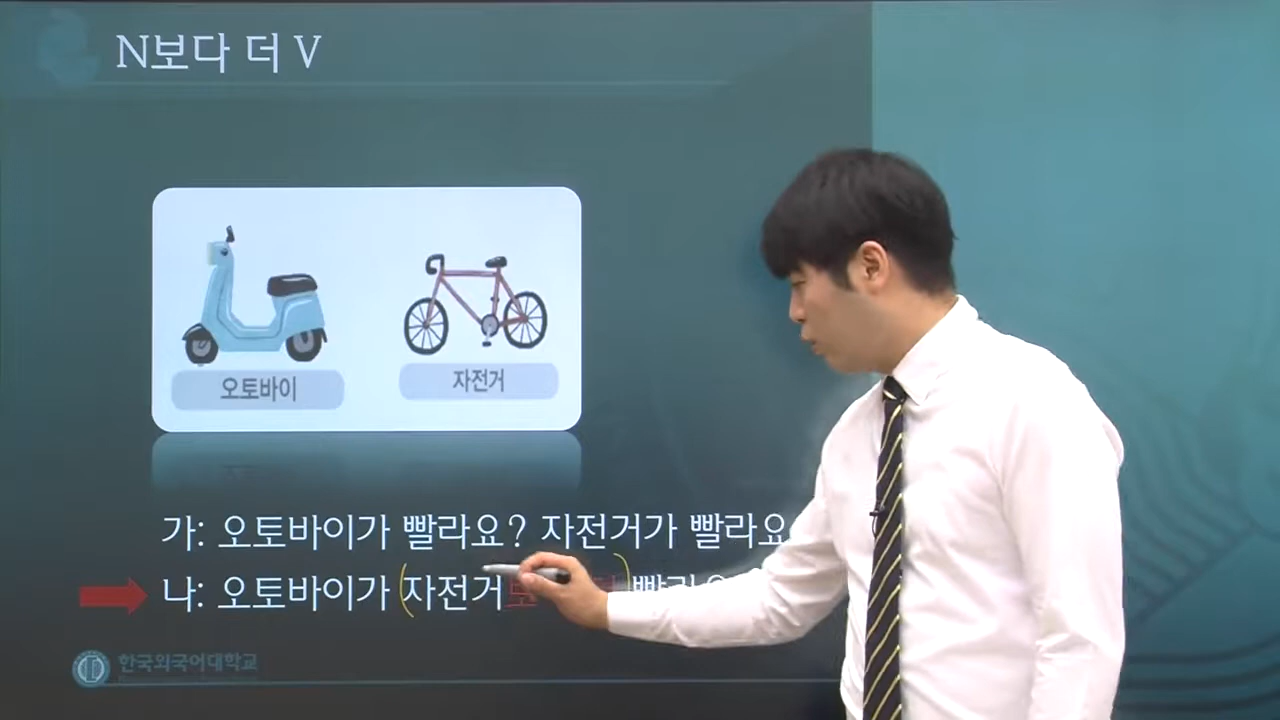 N보다 더 V
오토바이
자전거
가: 오토바이가 빨라요? 자전거가 빨라요
나: 오토바이가 (자전거보 )
한국외국어대학교